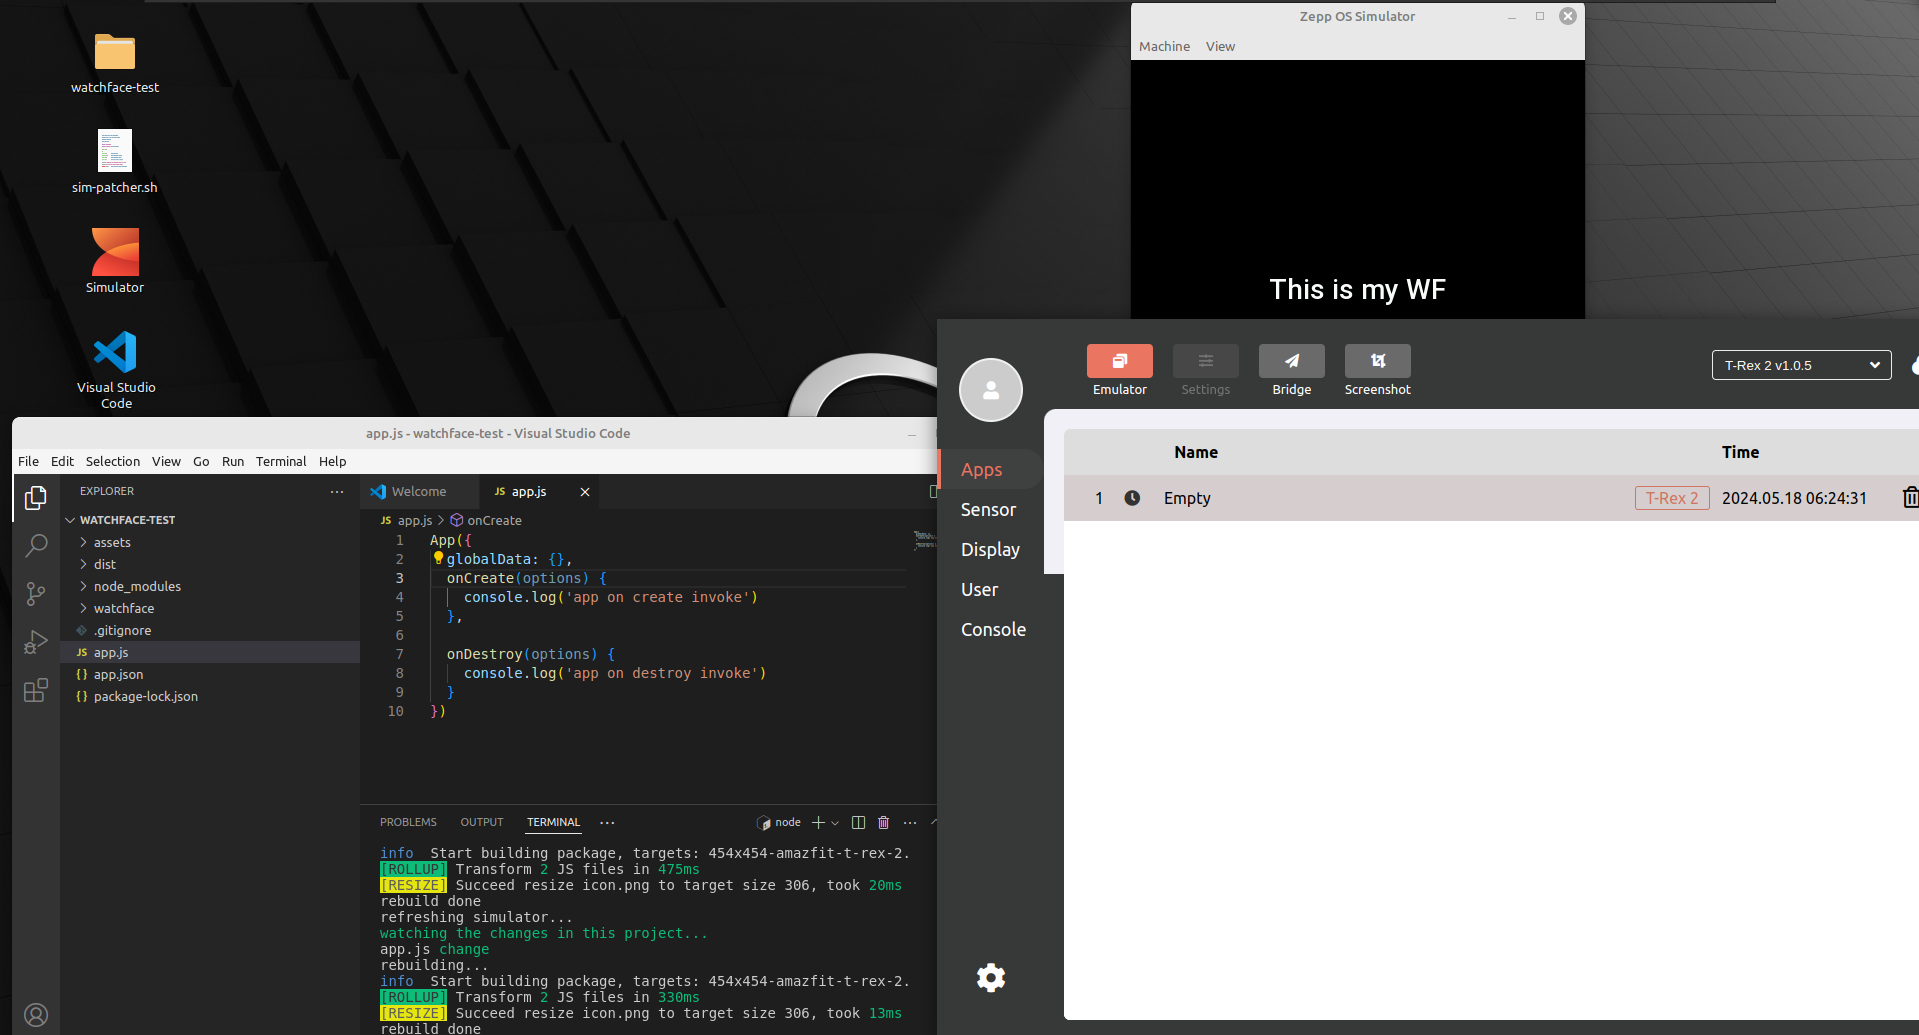 watchface-test
sim-patcher.sh
Simulator
Visual Studio
Code
Zepp OS Simulator
Machine View
This is my WF
app.js - watchface-test - Visual Studio Code
File Edit Selection View Go Run Terminal Help
EXPLORER
WATCHFACE-TEST
assets
dist
node_modules
watchface
.gitignore
JS app.js
{} app.json
{} package-lock.json
Welcome JS app.js
JS app.js > onCreate
1 App({
2 globalData: {},
3 onCreate(options) {
4 console.log('app on create invoke')
5 },
6
7 onDestroy(options) {
8 console.log('app on destroy invoke')
9 }
10 })
PROBLEMS OUTPUT TERMINAL ... node
info Start building package, targets: 454x454-amazfit-t-rex-2.
[ROLLUP] Transform 2 JS files in 475ms
[RESIZE] Succeed resize icon.png to target size 306, took 20ms
rebuild done
refreshing simulator...
watching the changes in this project...
app.js change
rebuilding...
info Start building package, targets: 454x454-amazfit-t-rex-2.
[ROLLUP] Transform 2 JS files in 330ms
[RESIZE] Succeed resize icon.png to target size 306, took 13ms
rebuild done
Emulator Settings Bridge Screenshot
T-Rex 2 v1.0.5
Apps
Sensor
Display
User
Console
Name Time
1 Empty T-Rex 2 2024.05.18 06:24:31